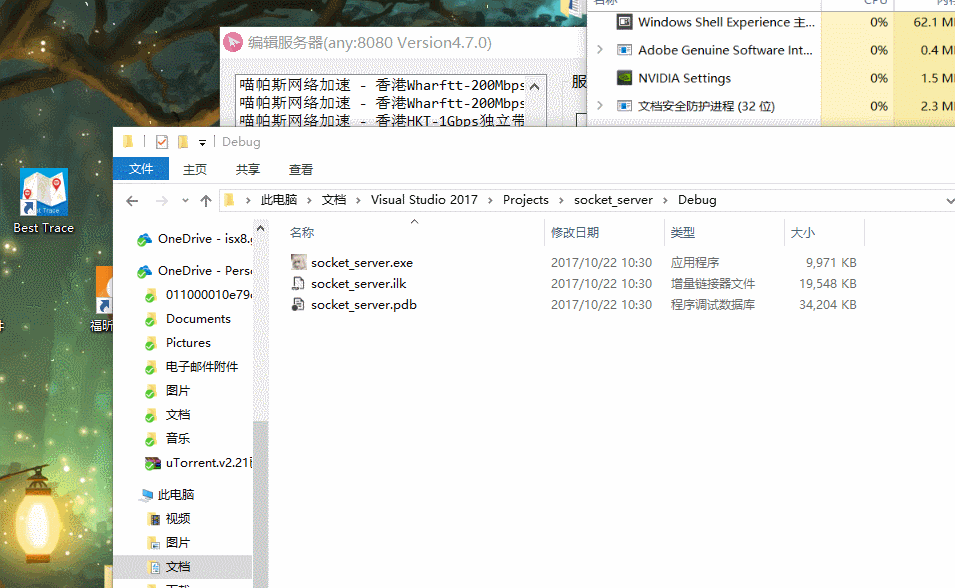 名称 CPU
Windows Shell Experience 主... 0% 62.1 M
编辑服务器(any:8080 Version4.7.0)
Adobe Genuine Software Int... 0% 0.4 M
NVIDIA Settings 0% 1.5 M
喵帕斯网络加速 - 香港Wharftt-200Mbps
服
喵帕斯网络加速 - 香港Wharftt-200Mbps
文档安全防护进程 (32 位) 0% 2.3 M
喵帕斯网络加速 - 香港HKT-1Gbps独立带
Debug
文件 主页 共享 查看
此电脑 文档 Visual Studio 2017 Projects socket_server Debug
Best Trace
名称 修改日期 类型 大小
OneDrive - isx8.
socket_server.exe 2017/10/22 10:30 应用程序 9,971 KB
OneDrive - Perso
socket_server.ilk 2017/10/22 10:30 增量链接器文件 19,548 KB
011000010e79
socket_server.pdb 2017/10/22 10:30 程序调试数据库 34,204 KB
Documents
福昕
Pictures
电子邮件附件
图片
文档
音乐
uTorrent.v2.21
此电脑
视频
图片
文档